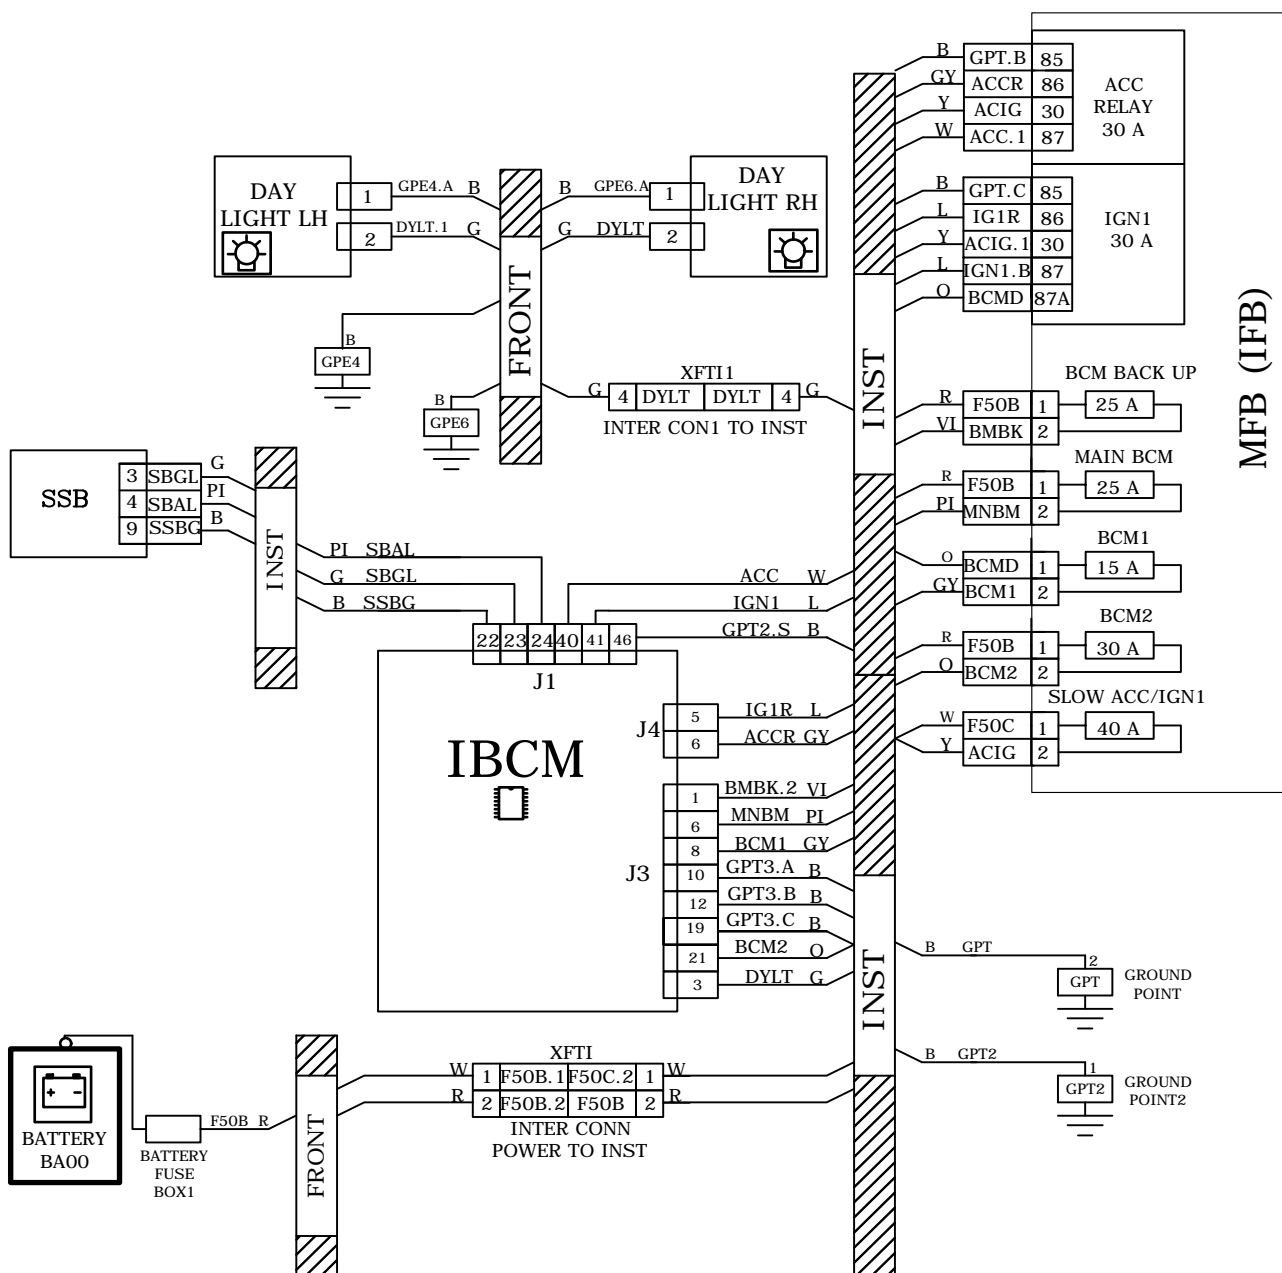 B GPT.B 85
GY ACCR 86
Y ACIG 30
W ACC.1 87
ACC
RELAY
30 A
B GPT.C 85
L IG1R 86
Y ACIG.1 30
L IGN1.B 87
O BCMD 87A
IGN1
30 A
MFB (IFB)
DAY
LIGHT LH
1 GPE4.A B
2 DYLT.1 G
B GPE6.A 1
G DYLT 2
DAY
LIGHT RH
FRONT
B
GPE4
B
GPE6
XFTI1
G 4 DYLT DYLT 4 G
INTER CON1 TO INST
INST
BCM BACK UP
R F50B 1 25 A
VI BMBK 2
MAIN BCM
R F50B 1 25 A
PI MNBM 2
BCM1
O BCMD 1 15 A
GY BCM1 2
BCM2
R F50B 1 30 A
O BCM2 2
SLOW ACC/IGN1
W F50C 1 40 A
Y ACIG 2
SSB
3 SBGL G
4 SBAL PI
9 SSBG B
INST
PI SBAL
G SBGL
B SSBG
ACC W
IGN1 L
GPT2.S B
22 23 24 40 41 46
J1
IBCM
J4
5 IG1R L
6 ACCR GY
J3
1 BMBK.2 VI
6 MNBM PI
8 BCM1 GY
10 GPT3.A B
12 GPT3.B B
19 GPT3.C B
21 BCM2 O
3 DYLT G
INST
B GPT 2
GPT
GROUND
POINT
B GPT2 1
GPT2
GROUND
POINT2
BATTERY
BA00
BATTERY
FUSE
BOX1
F50B R
FRONT
XFTI
W 1 F50B.1 F50C.2 1 W
R 2 F50B.2 F50B 2 R
INTER CONN
POWER TO INST